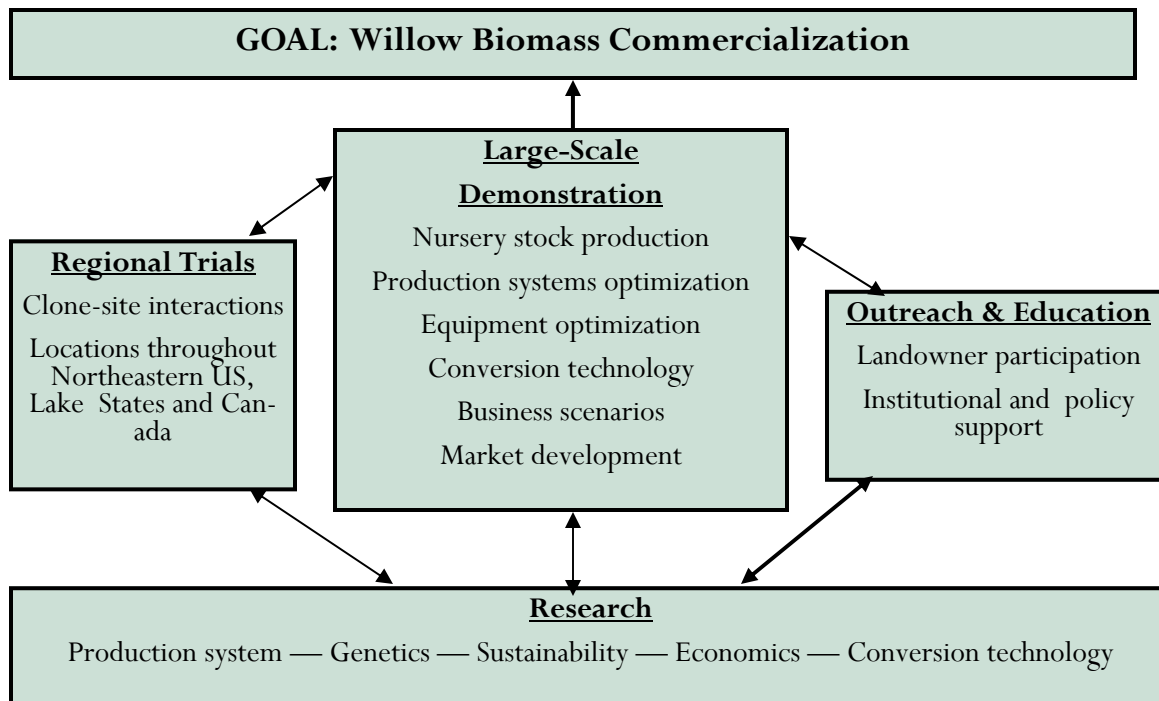 GOAL: Willow Biomass Commercialization
Large-Scale
Demonstration
Nursery stock production
Production systems optimization
Equipment optimization
Conversion technology
Business scenarios
Market development
Regional Trials
Clone-site interactions
Locations throughout
Northeastern US,
Lake States and Can-
ada
Outreach & Education
Landowner participation
Institutional and policy
support
Research
Production system — Genetics — Sustainability — Economics — Conversion technology